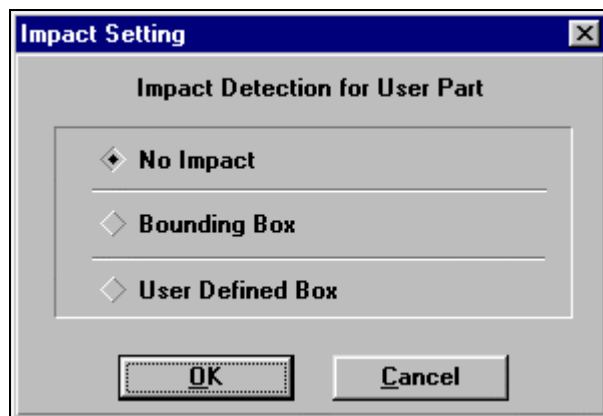 Impact Setting
Impact Detection for User Part
No Impact
Bounding Box
User Defined Box
OK Cancel